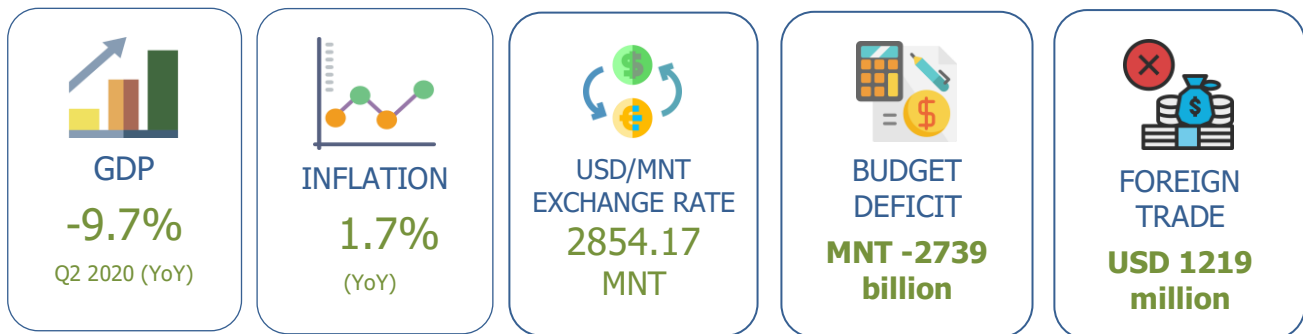 GDP
-9.7%
Q2 2020 (YoY)
INFLATION
1.7%
(YoY)
USD/MNT
EXCHANGE RATE
2854.17
MNT
BUDGET
DEFICIT
MNT -2739
billion
FOREIGN
TRADE
USD 1219
million